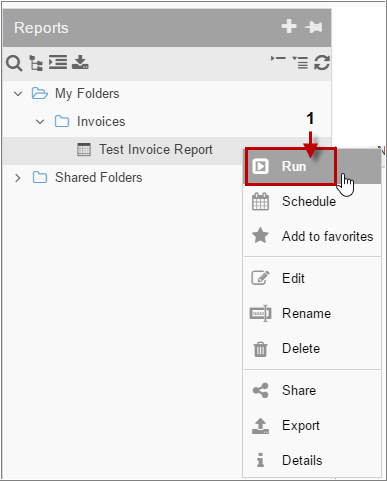 Reports
My Folders
Invoices
1
Test Invoice Report
Run
Shared Folders
Schedule
Add to favorites
Edit
Rename
Delete
Share
Export
Details